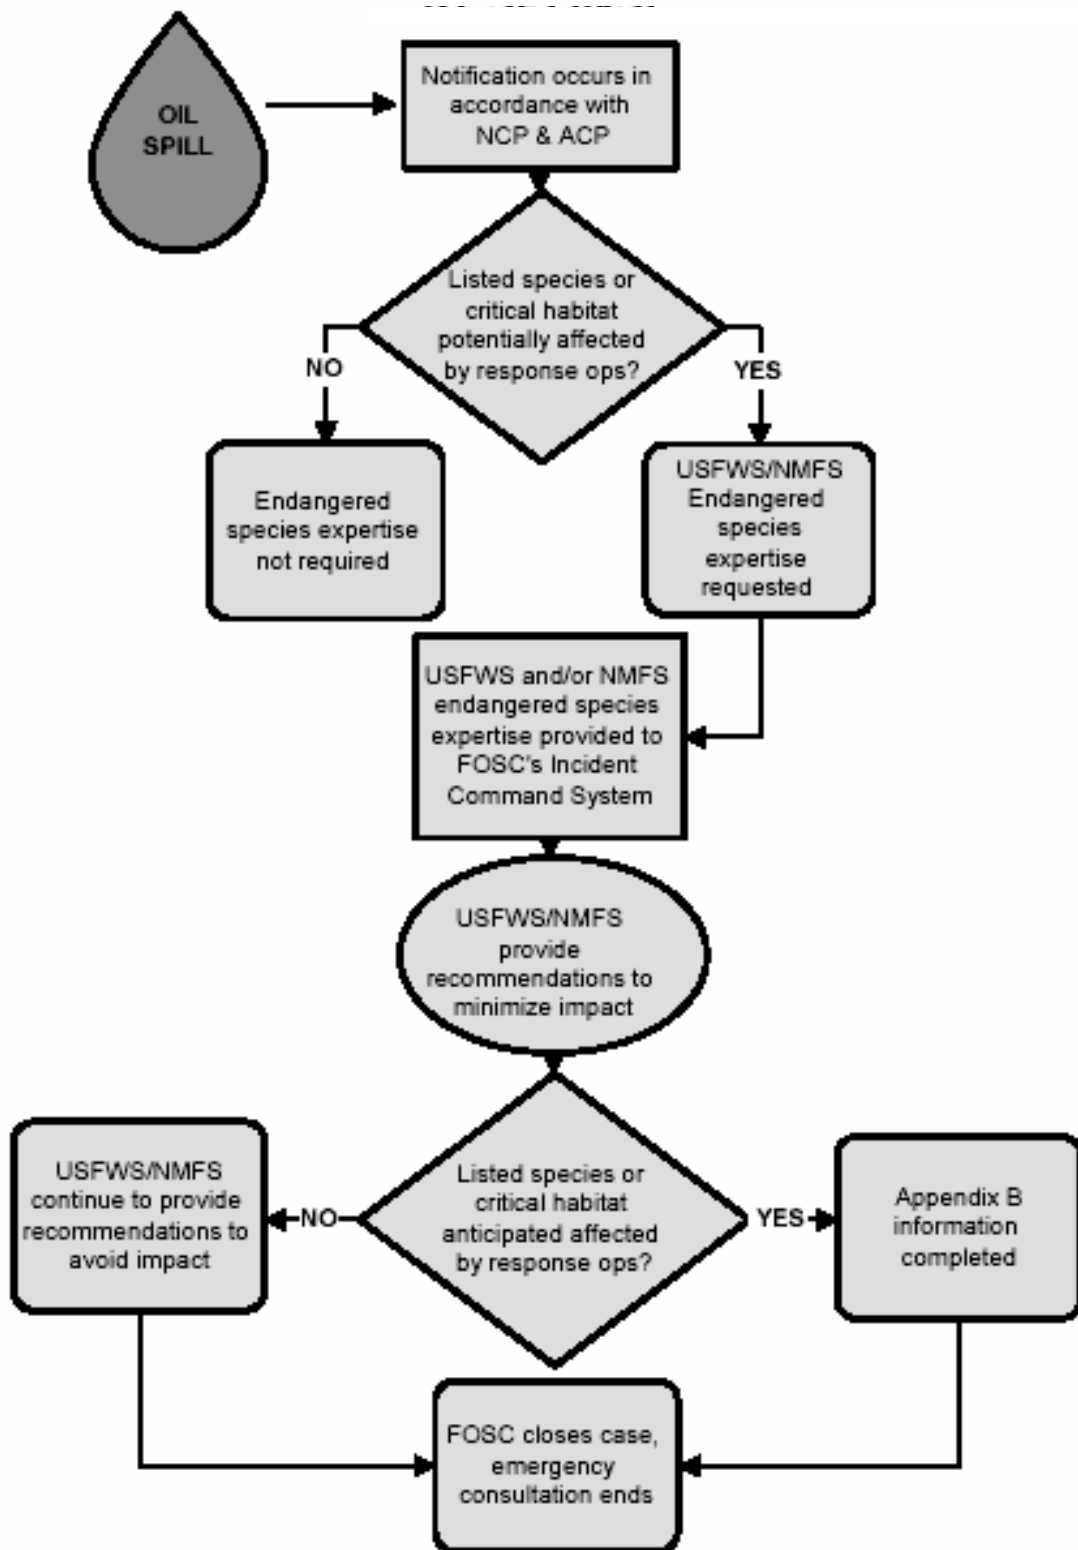 OIL
SPILL
Notification occurs in
accordance with
NCP & ACP
Listed species or
critical habitat
potentially affected
by response ops?
NO
YES
Endangered
species expertise
not required
USFWS/NMFS
Endangered
species
expertise
requested
USFWS and/or NMFS
endangered species
expertise provided to
FOSC's Incident
Command System
USFWS/NMFS
provide
recommendations to
minimize impact
USFWS/NMFS
continue to provide
recommendations to
avoid impact
NO
Listed species or
critical habitat
anticipated affected
by response ops?
YES
Appendix B
information
completed
FOSC closes case,
emergency
consultation ends